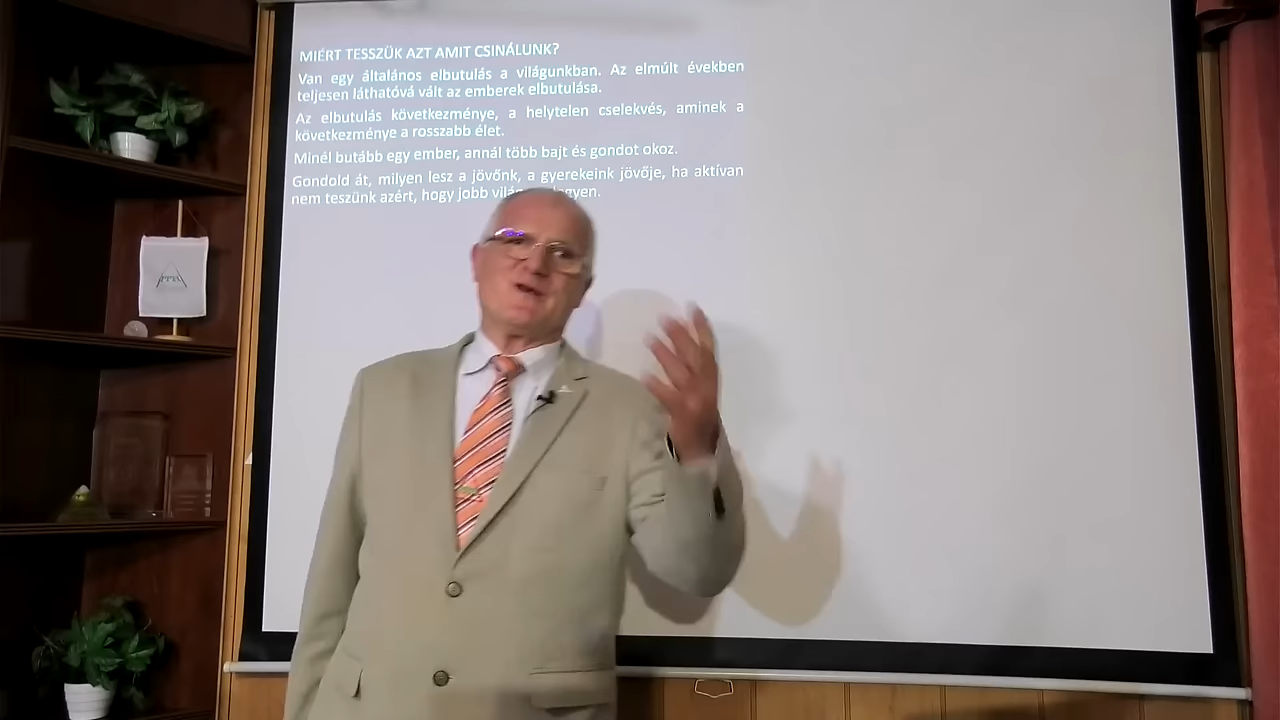 MIÉRT TESSZÜK AZT AMIT CSINÁLUNK?
Van egy általános elbutulás a világunkban. Az elmúlt években
teljesen láthatóvá vált az emberek elbutulása.
Az elbutulás következménye, a helytelen cselekvés, aminek a
következménye a rosszabb élet.
Minél butább egy ember, annál több bajt és gondot okoz.
Gondold át, milyen lesz a jövőnk, a gyerekeink jövője, ha aktívan
nem teszünk azért, hogy jobb